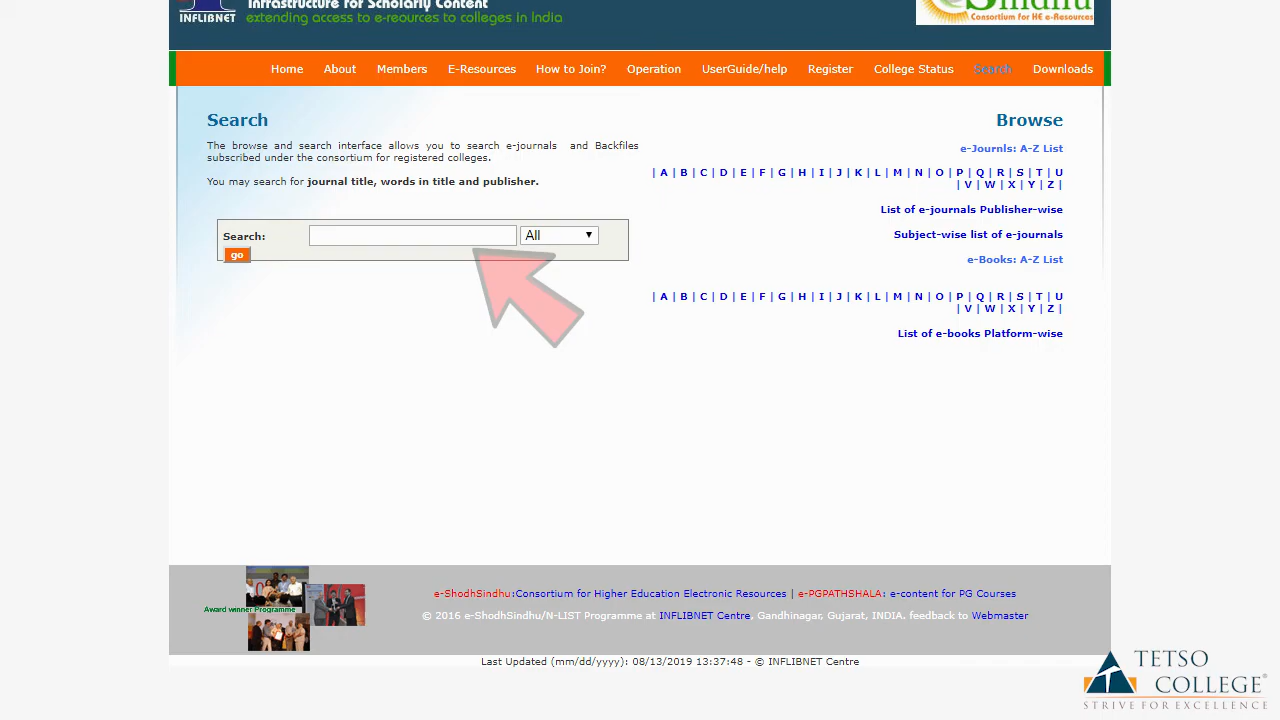 Infrastructure for Scholarly Content
INFLIBNET
extending access to e-reources to colleges in India
Sindhu
Consortium for HE e-Resources
Home About Members E-Resources How to Join? Operation UserGuide/help Register College Status Search Downloads
Search
The browse and search interface allows you to search e-journals and Backfiles
subscribed under the consortium for registered colleges.
You may search for journal title, words in title and publisher.
Search: All
go
Browse
e-Journls: A-Z List
| A | B | C | D | E | F | G | H | I | J | K | L | M | N | O | P | Q | R | S | T | U
| V | W | X | Y | Z |
List of e-journals Publisher-wise
Subject-wise list of e-journals
e-Books: A-Z List
| A | B | C | D | E | F | G | H | I | J | K | L | M | N | O | P | Q | R | S | T | U
| V | W | X | Y | Z |
List of e-books Platform-wise
Award winner Programme
e-ShodhSindhu:Consortium for Higher Education Electronic Resources | e-PGPATHSHALA: e-content for PG Courses
© 2016 e-ShodhSindhu/N-LIST Programme at INFLIBNET Centre, Gandhinagar, Gujarat, INDIA. feedback to Webmaster
Last Updated (mm/dd/yyyy): 08/13/2019 13:37:48 - © INFLIBNET Centre
TETSO
COLLEGE®
STRIVE FOR EXCELLENCE